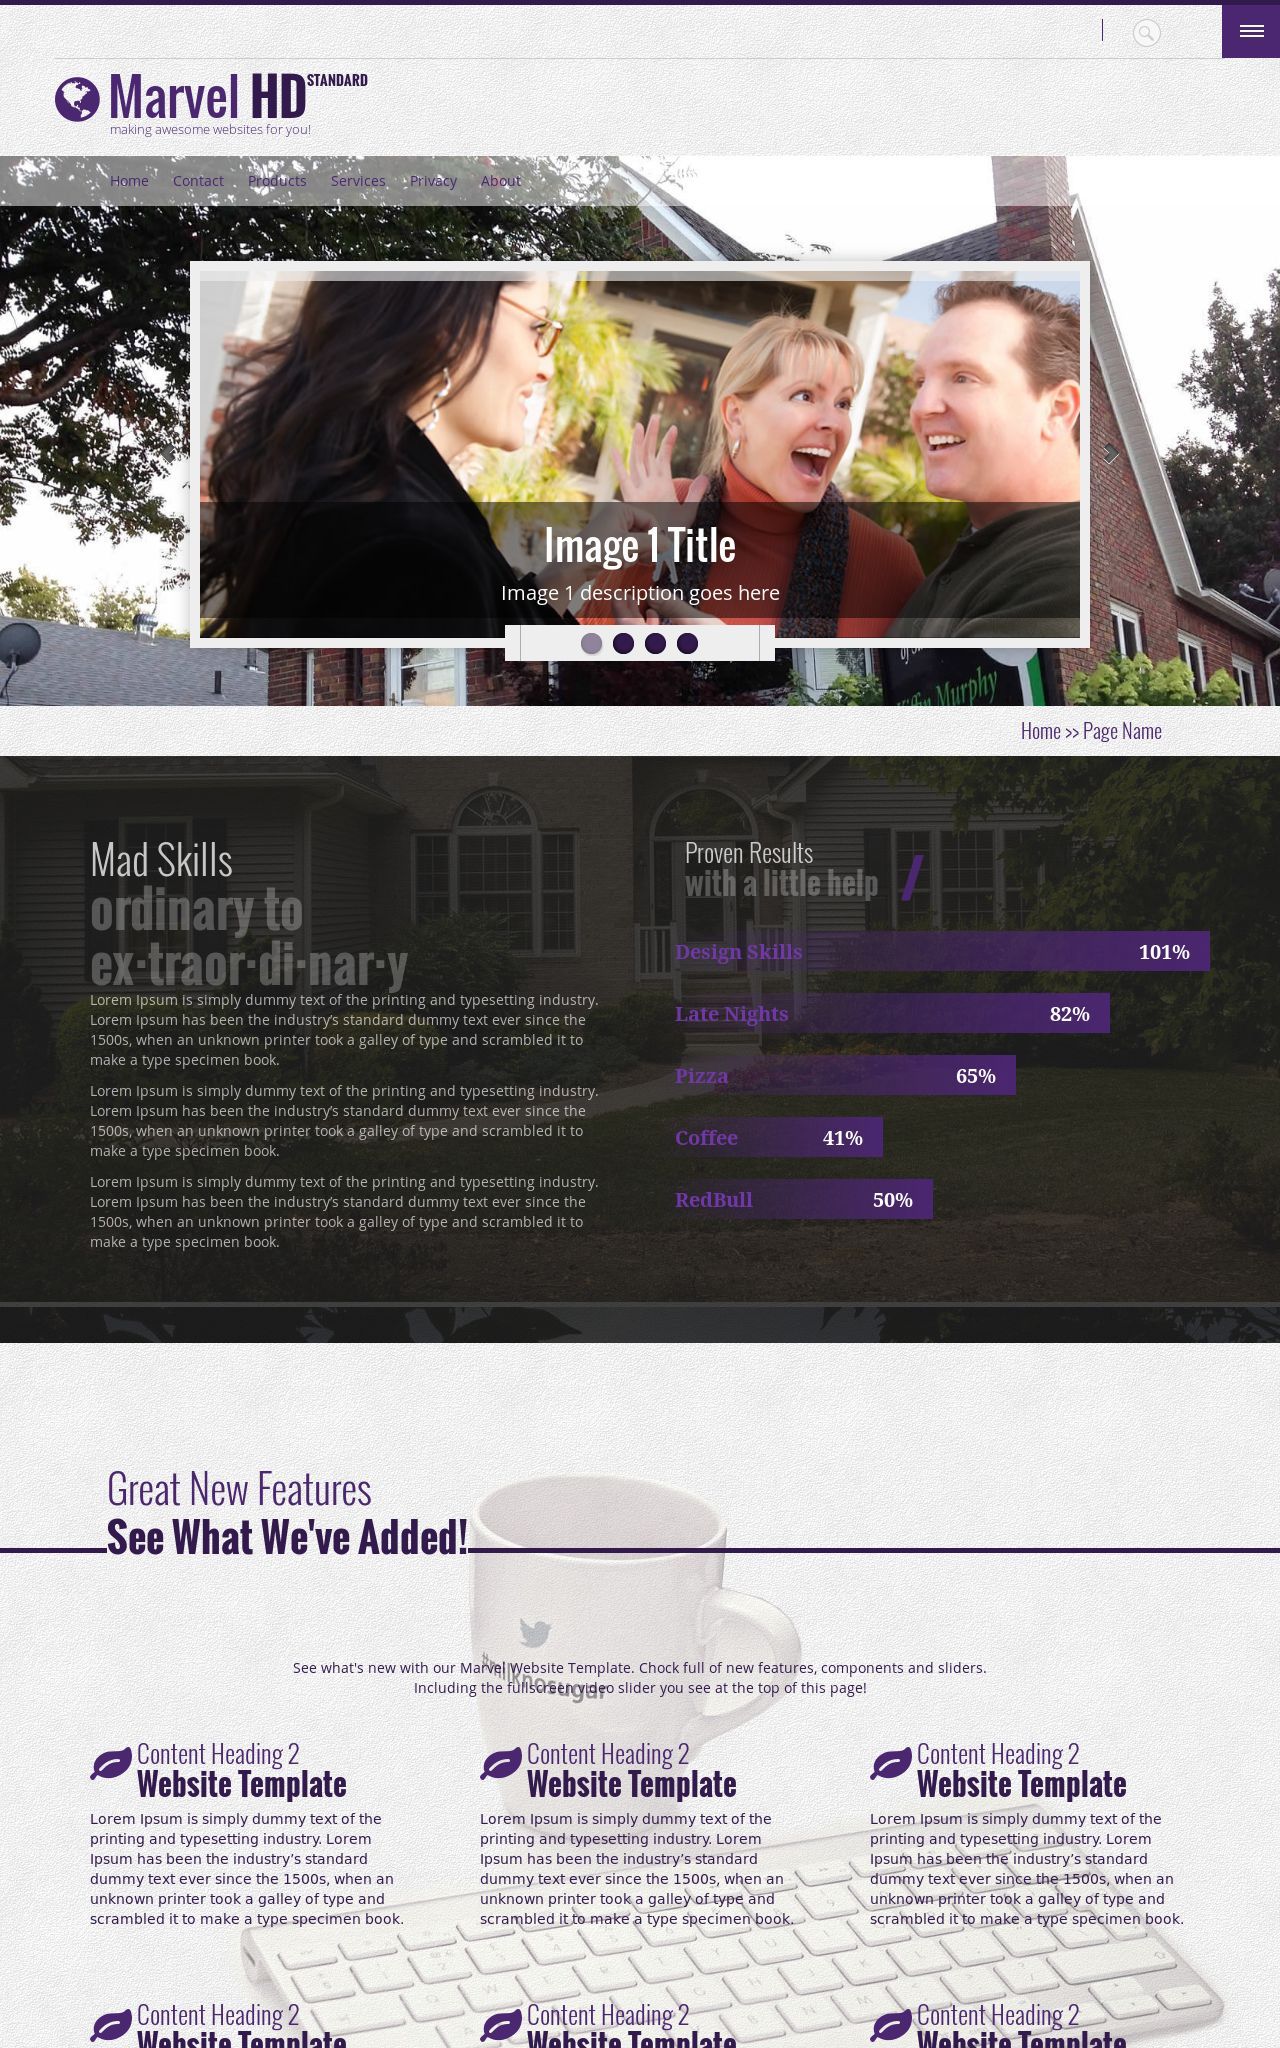 Marvel HD STANDARD
making awesome websites for you!
Home Contact Products Services Privacy About
Image 1 Title
Image 1 description goes here
Murphy
Home >> Page Name
Mad Skills
ordinary to
ex·traor·di·nar·y
Lorem Ipsum is simply dummy text of the printing and typesetting industry.
Lorem Ipsum has been the industry's standard dummy text ever since the
1500s, when an unknown printer took a galley of type and scrambled it to
make a type specimen book.
Lorem Ipsum is simply dummy text of the printing and typesetting industry.
Lorem Ipsum has been the industry's standard dummy text ever since the
1500s, when an unknown printer took a galley of type and scrambled it to
make a type specimen book.
Lorem Ipsum is simply dummy text of the printing and typesetting industry.
Lorem Ipsum has been the industry's standard dummy text ever since the
1500s, when an unknown printer took a galley of type and scrambled it to
make a type specimen book.
Proven Results
with a little help /
Design Skills 101%
Late Nights 82%
Pizza 65%
Coffee 41%
RedBull 50%
Great New Features
See What We've Added!
See what's new with our Marvel Website Template. Chock full of new features, components and sliders.
Including the fullscreen video slider you see at the top of this page!
#milknosugar
Content Heading 2
Website Template
Lorem Ipsum is simply dummy text of the
printing and typesetting industry. Lorem
Ipsum has been the industry's standard
dummy text ever since the 1500s, when an
unknown printer took a galley of type and
scrambled it to make a type specimen book.
Content Heading 2
Website Template
Lorem Ipsum is simply dummy text of the
printing and typesetting industry. Lorem
Ipsum has been the industry's standard
dummy text ever since the 1500s, when an
unknown printer took a galley of type and
scrambled it to make a type specimen book.
Content Heading 2
Website Template
Lorem Ipsum is simply dummy text of the
printing and typesetting industry. Lorem
Ipsum has been the industry's standard
dummy text ever since the 1500s, when an
unknown printer took a galley of type and
scrambled it to make a type specimen book.
Content Heading 2
Website Template
Content Heading 2
Website Template
Content Heading 2
Website Template